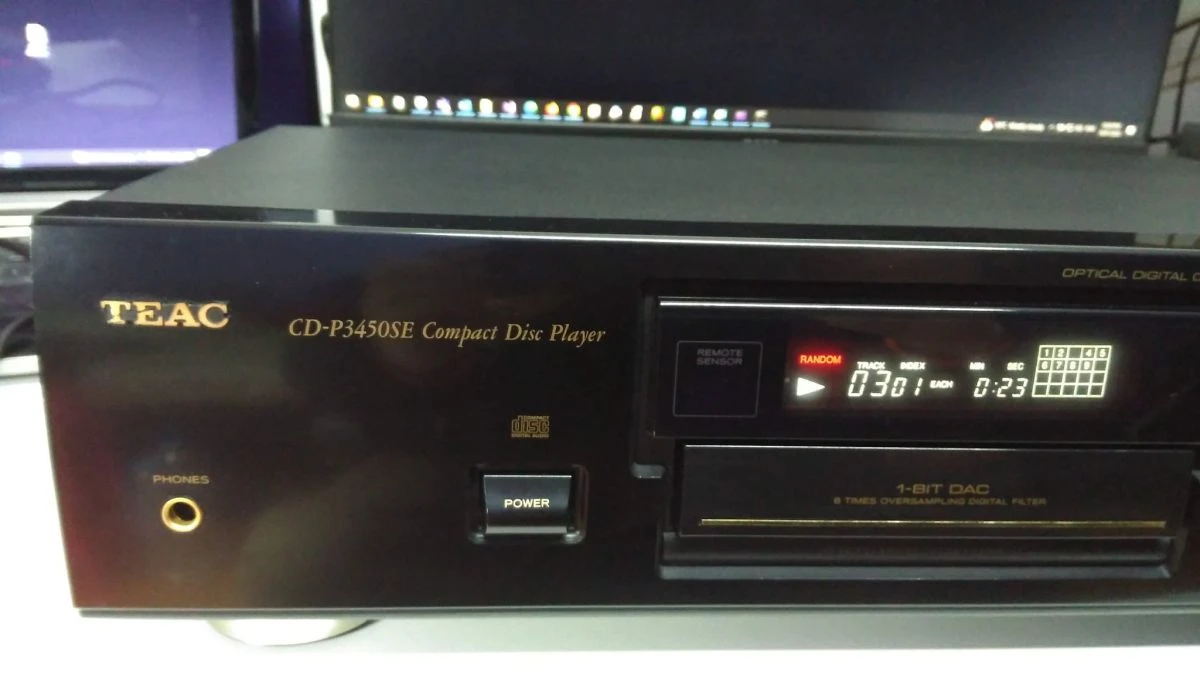 OPTICAL DIGITAL
TEAC
CD-P3450SE Compact Disc Player
REMOTE
SENSOR
RANDOM
TRACK INDEX MIN SEC
03 01 EACH 0:23
1 2 4 5
6 7 8 9
COMPACT
disc
DIGITAL AUDIO
PHONES
POWER
1-BIT DAC
8 TIMES OVERSAMPLING DIGITAL FILTER